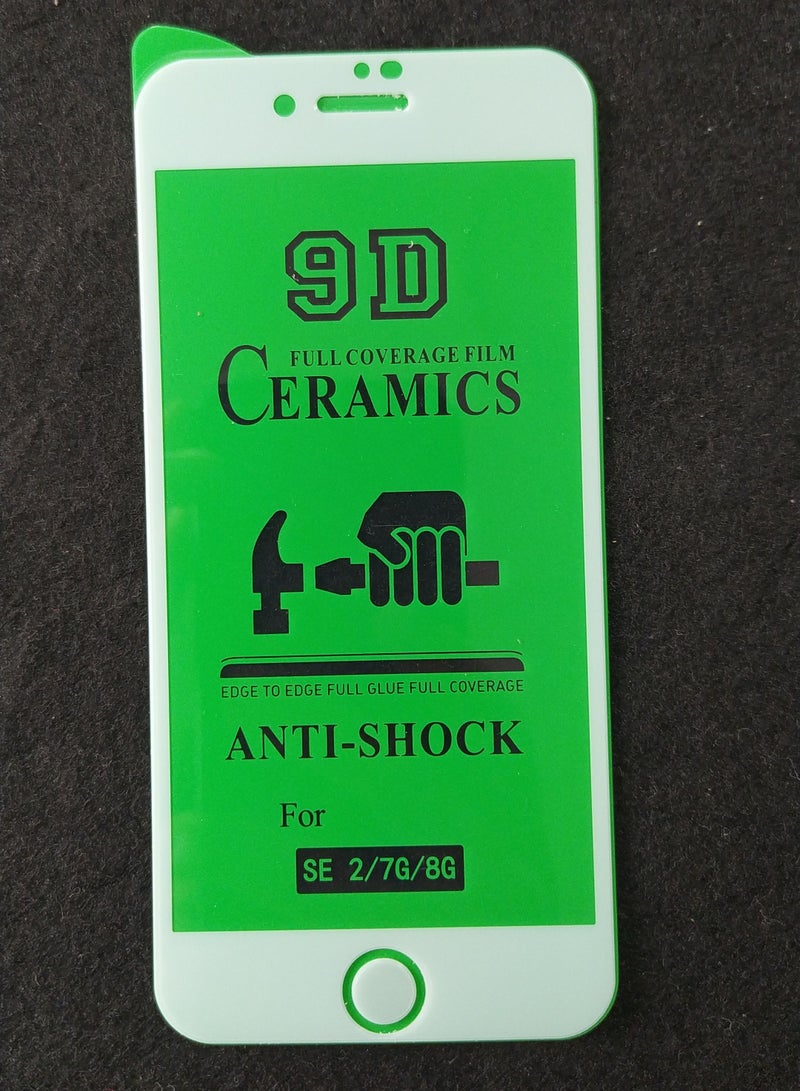 9D
FULL COVERAGE FILM
CERAMICS
EDGE TO EDGE FULL GLUE FULL COVERAGE
ANTI-SHOCK
For
SE 2/7G/8G